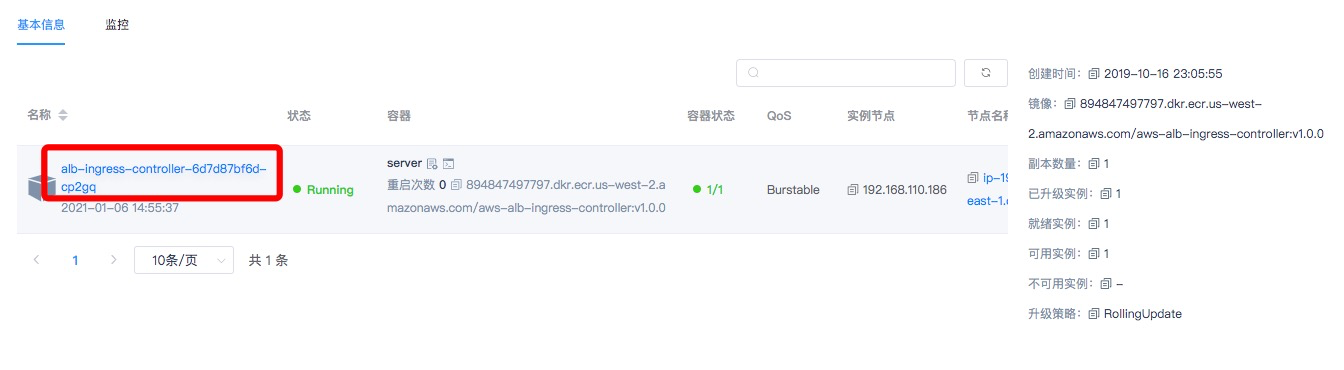 基本信息
监控
名称
状态
容器
容器状态
QoS
实例节点
节点名称
alb-ingress-controller-6d7d87bf6d-
cp2gq
2021-01-06 14:55:37
Running
server
重启次数 0 894847497797.dkr.ecr.us-west-2.a
mazonaws.com/aws-alb-ingress-controller:v1.0.0
1/1
Burstable
192.168.110.186
ip-19
east-1.c
1
10条/页
共 1 条
创建时间： 2019-10-16 23:05:55
镜像： 894847497797.dkr.ecr.us-west-
2.amazonaws.com/aws-alb-ingress-controller:v1.0.0
副本数量： 1
已升级实例： 1
就绪实例： 1
可用实例： 1
不可用实例： -
升级策略： RollingUpdate